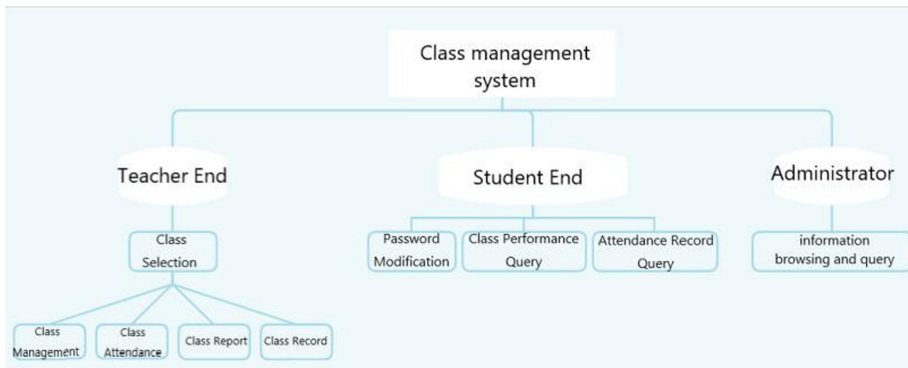 Class management
system
Teacher End
Student End
Administrator
Class
Selection
Password
Modification
Class Performance
Query
Attendance Record
Query
information
browsing and query
Class
Management
Class
Attendance
Class Report
Class Record